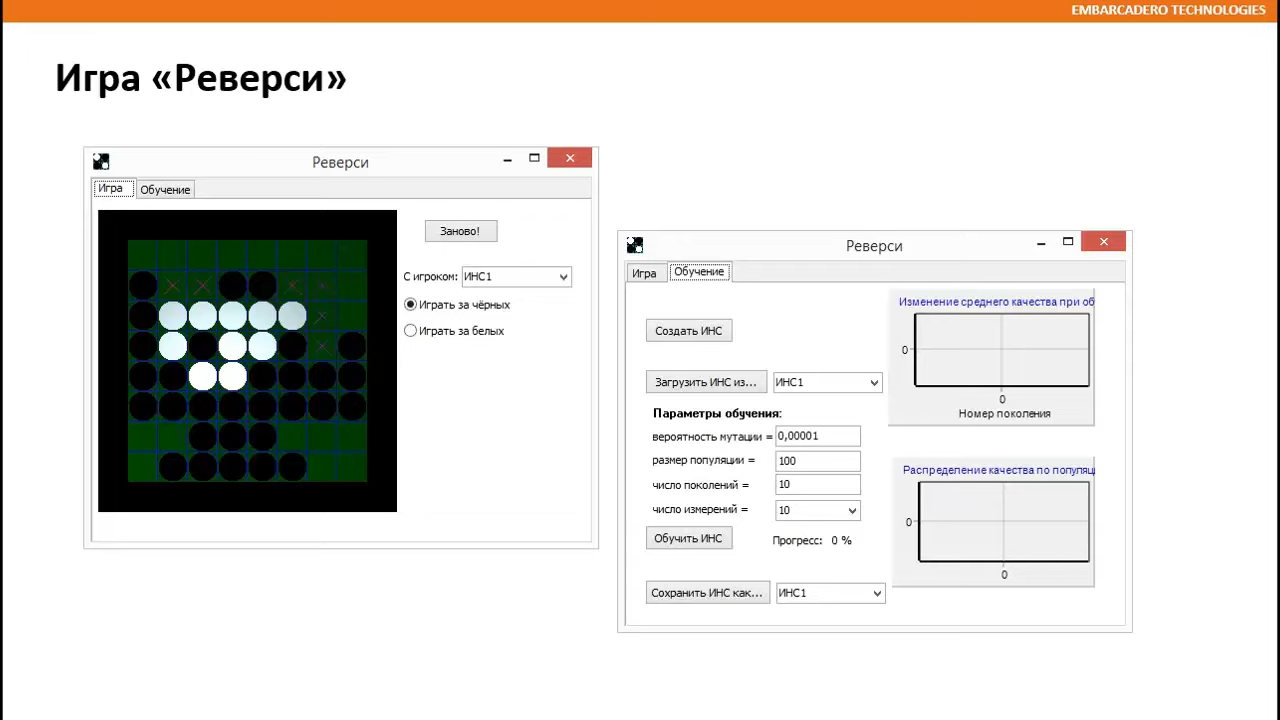 EMBARCADERO TECHNOLOGIES
Игра «Реверси»
Реверси
Игра
Обучение
Заново!
С игроком: ИНС1
Играть за чёрных
Играть за белых
Реверси
Игра
Обучение
Создать ИНС
Загрузить ИНС из... ИНС1
Параметры обучения:
вероятность мутации = 0,00001
размер популяции = 100
число поколений = 10
число измерений = 10
Обучить ИНС Прогресс: 0 %
Сохранить ИНС как... ИНС1
Изменение среднего качества при об
0
0
Номер поколения
Распределение качества по популяц
0
0